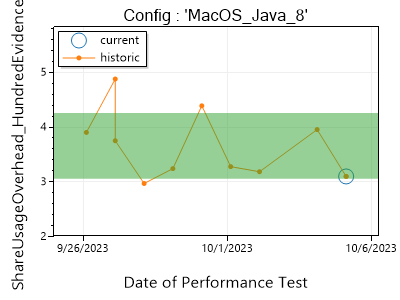 Config : 'MacOS_Java_8'
ShareUsageOverhead_HundredEvidence
current
historic
5
4
3
2
9/26/2023
10/1/2023
10/6/2023
Date of Performance Test